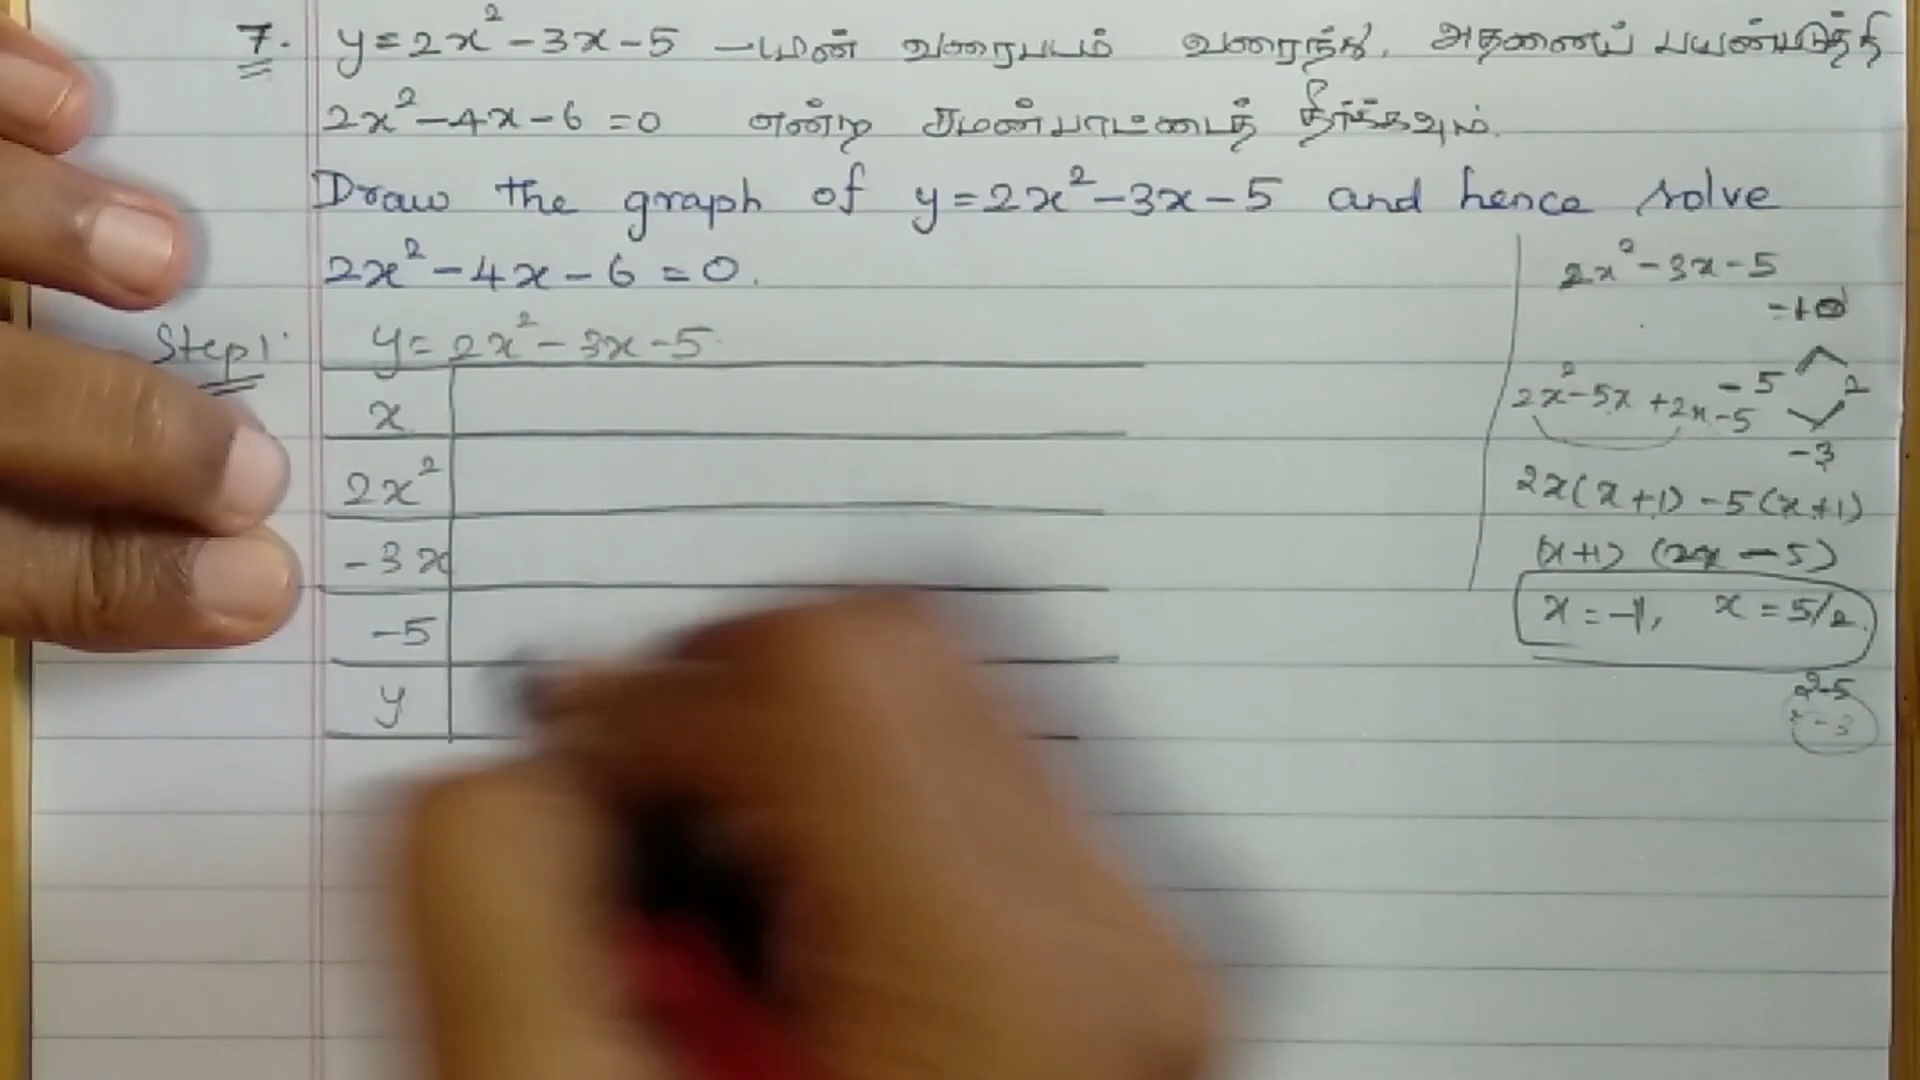 7. y = 2x² - 3x - 5 -யின் வரைபடம் வரைந்து, அதனைப் பயன்படுத்தி
2x² - 4x - 6 = 0 என்ற சமன்பாட்டைத் தீர்க்கவும்.
Draw the graph of y = 2x² - 3x - 5 and hence solve
2x² - 4x - 6 = 0.
Step 1: y = 2x² - 3x - 5
x
2x²
-3x
-5
y
2x² - 3x - 5
-10
-5 2
-3
2x² - 5x + 2x - 5
2x(x+1) - 5(x+1)
(x+1) (2x - 5)
x = -1, x = 5/2.
2-5